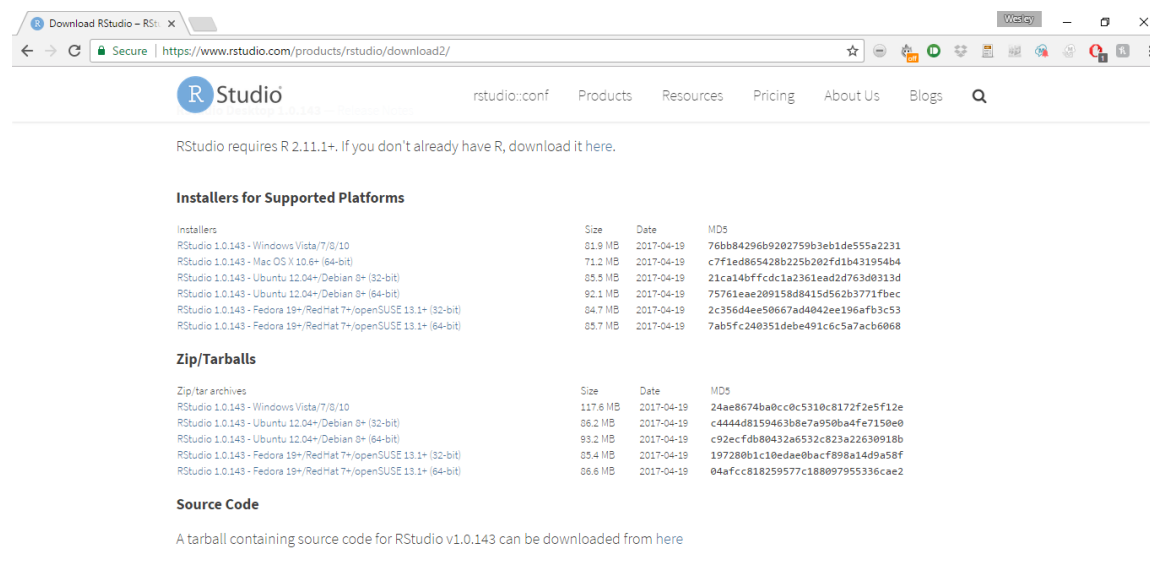 Download RStudio – RSt
Wesley
Secure https://www.rstudio.com/products/rstudio/download2/
off
1
R Studio rstudio::conf Products Resources Pricing About Us Blogs
RStudio requires R 2.11.1+. If you don't already have R, download it here.
Installers for Supported Platforms
Installers Size Date MD5
RStudio 1.0.143 - Windows Vista/7/8/10 81.9 MB 2017-04-19 76bb84296b9202759b3eb1de555a2231
RStudio 1.0.143 - Mac OS X 10.6+ (64-bit) 71.2 MB 2017-04-19 c7f1ed865428b225b202fd1b431954b4
RStudio 1.0.143 - Ubuntu 12.04+/Debian 8+ (32-bit) 85.5 MB 2017-04-19 21ca14bffcdc1a2361ead2d763d0313d
RStudio 1.0.143 - Ubuntu 12.04+/Debian 8+ (64-bit) 92.1 MB 2017-04-19 75761eae209158d8415d562b3771fbec
RStudio 1.0.143 - Fedora 19+/RedHat 7+/openSUSE 13.1+ (32-bit) 84.7 MB 2017-04-19 2c356d4ee50667ad4042ee196afb3c53
RStudio 1.0.143 - Fedora 19+/RedHat 7+/openSUSE 13.1+ (64-bit) 85.7 MB 2017-04-19 7ab5fc240351debe491c6c5a7acb6068
Zip/Tarballs
Zip/tar archives Size Date MD5
RStudio 1.0.143 - Windows Vista/7/8/10 117.6 MB 2017-04-19 24ae8674ba0cc0c5310c8172f2e5f12e
RStudio 1.0.143 - Ubuntu 12.04+/Debian 8+ (32-bit) 86.2 MB 2017-04-19 c4444d8159463b8e7a950ba4fe7150e0
RStudio 1.0.143 - Ubuntu 12.04+/Debian 8+ (64-bit) 93.2 MB 2017-04-19 c92ecfdb80432a6532c823a22630918b
RStudio 1.0.143 - Fedora 19+/RedHat 7+/openSUSE 13.1+ (32-bit) 85.4 MB 2017-04-19 197280b1c10edae0bacf898a14d9a58f
RStudio 1.0.143 - Fedora 19+/RedHat 7+/openSUSE 13.1+ (64-bit) 86.6 MB 2017-04-19 04afcc818259577c188097955336cae2
Source Code
A tarball containing source code for RStudio v1.0.143 can be downloaded from here